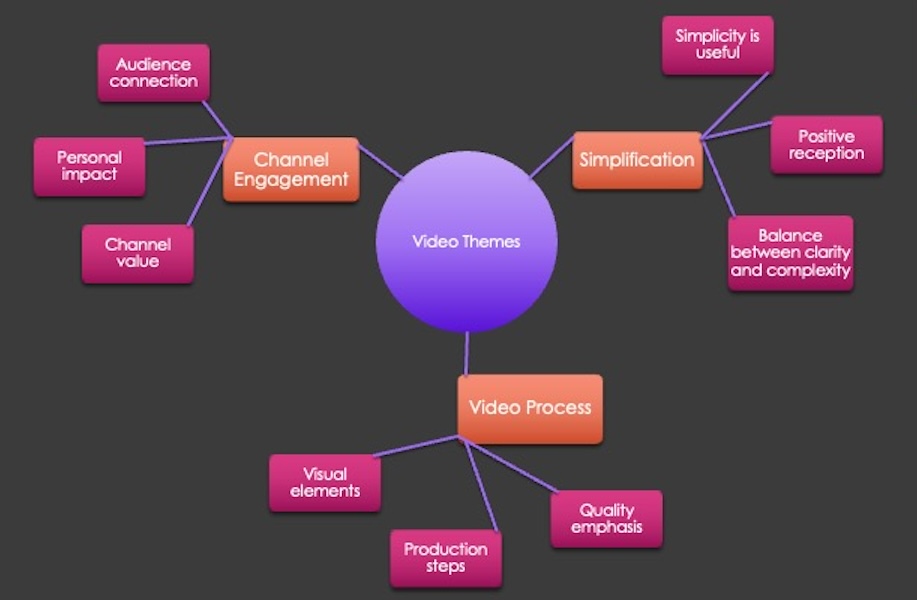 Audience
connection
Personal
impact
Channel
value
Channel
Engagement
Video Themes
Simplification
Simplicity is
useful
Positive
reception
Balance
between clarity
and complexity
Video Process
Visual
elements
Production
steps
Quality
emphasis